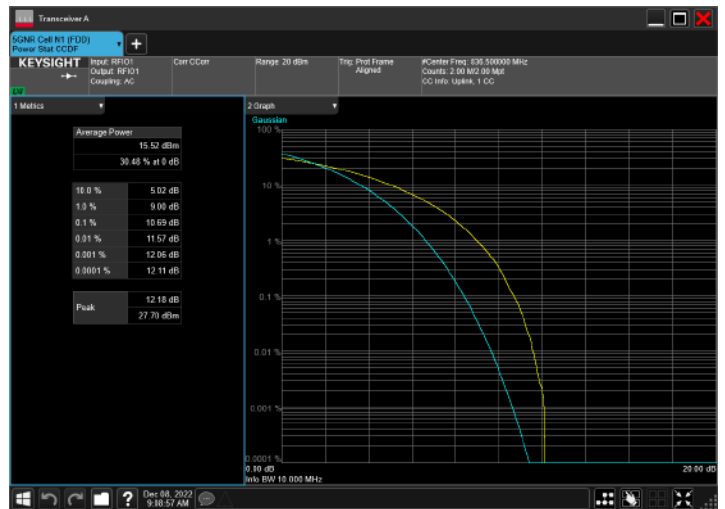 Transceiver A
5GNR Cell N1 (FDD)
Power Stat CCDF
KEYSIGHT
Input: RFIO1
Output: RFIO1
Coupling: AC
Corr CCorr
Range: 20 dBm
Trig: Prot Frame
Aligned
#Center Freq: 836.500000 MHz
Counts: 2.00 M/2.00 Mpt
CC Info: Uplink, 1 CC
1 Metrics
Average Power
15.52 dBm
30.48 % at 0 dB
10.0 % 5.02 dB
1.0 % 9.00 dB
0.1 % 10.69 dB
0.01 % 11.57 dB
0.001 % 12.06 dB
0.0001 % 12.11 dB
Peak
12.18 dB
27.70 dBm
2 Graph
Gaussian
100 %
10 %
1 %
0.1 %
0.01 %
0.001 %
0.0001 %
0.00 dB
20.00 dB
Info BW 10.000 MHz
?
Dec 08, 2022
9:18:57 AM